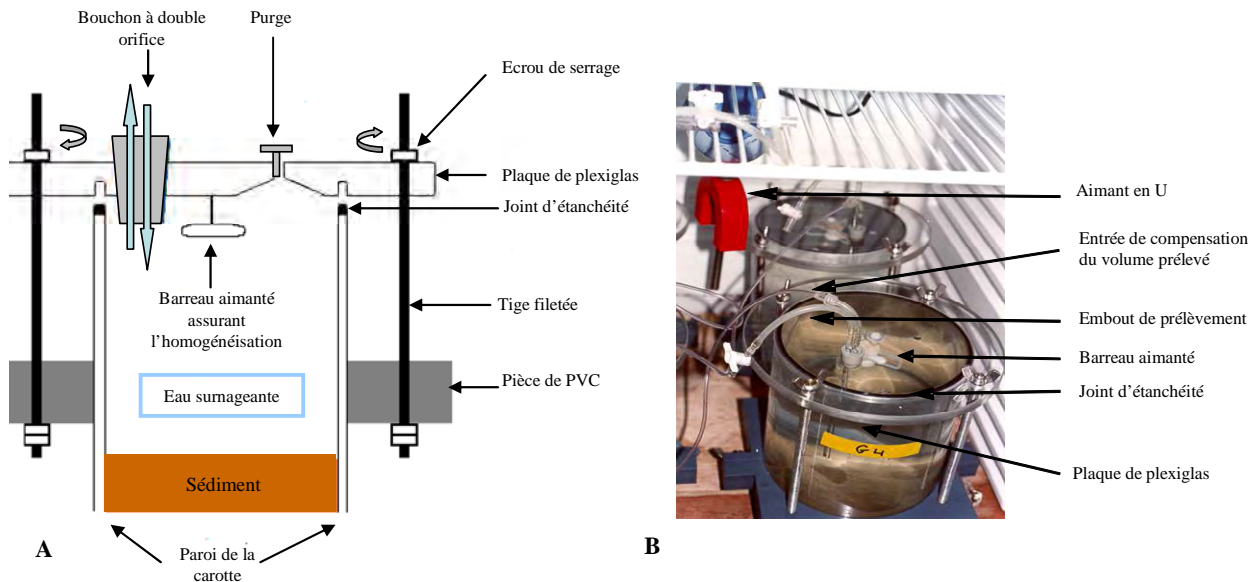 Bouchon à double
orifice
Purge
Ecrou de serrage
Plaque de plexiglas
Joint d'étanchéité
Barreau aimanté
assurant
l'homogénéisation
Tige filetée
Pièce de PVC
Eau surnageante
Sédiment
A
Paroi de la
carotte
Aimant en U
Entrée de compensation
du volume prélevé
Embout de prélèvement
Barreau aimanté
Joint d'étanchéité
G4
Plaque de plexiglas
B